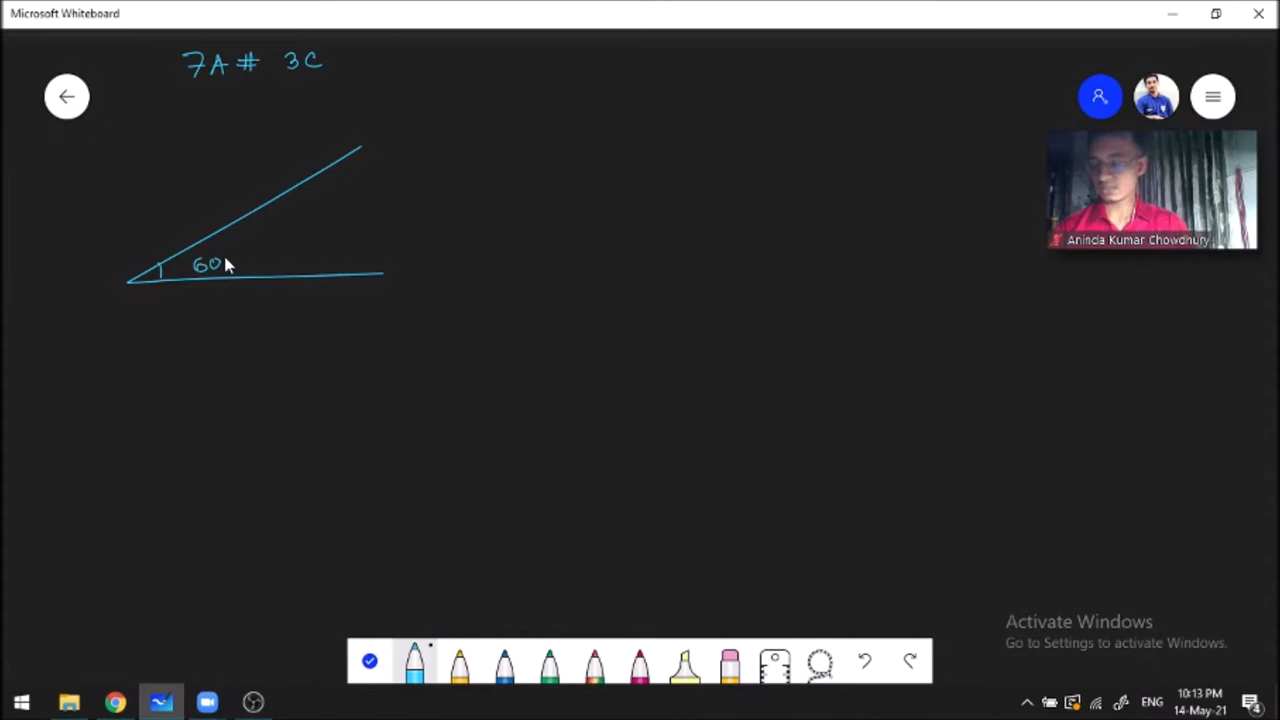 Microsoft Whiteboard
7A# 3C
60
Aninda Kumar Chowdhury
Activate Windows
Go to Settings to activate Windows.
ENG
10:13 PM
14-May-21
4